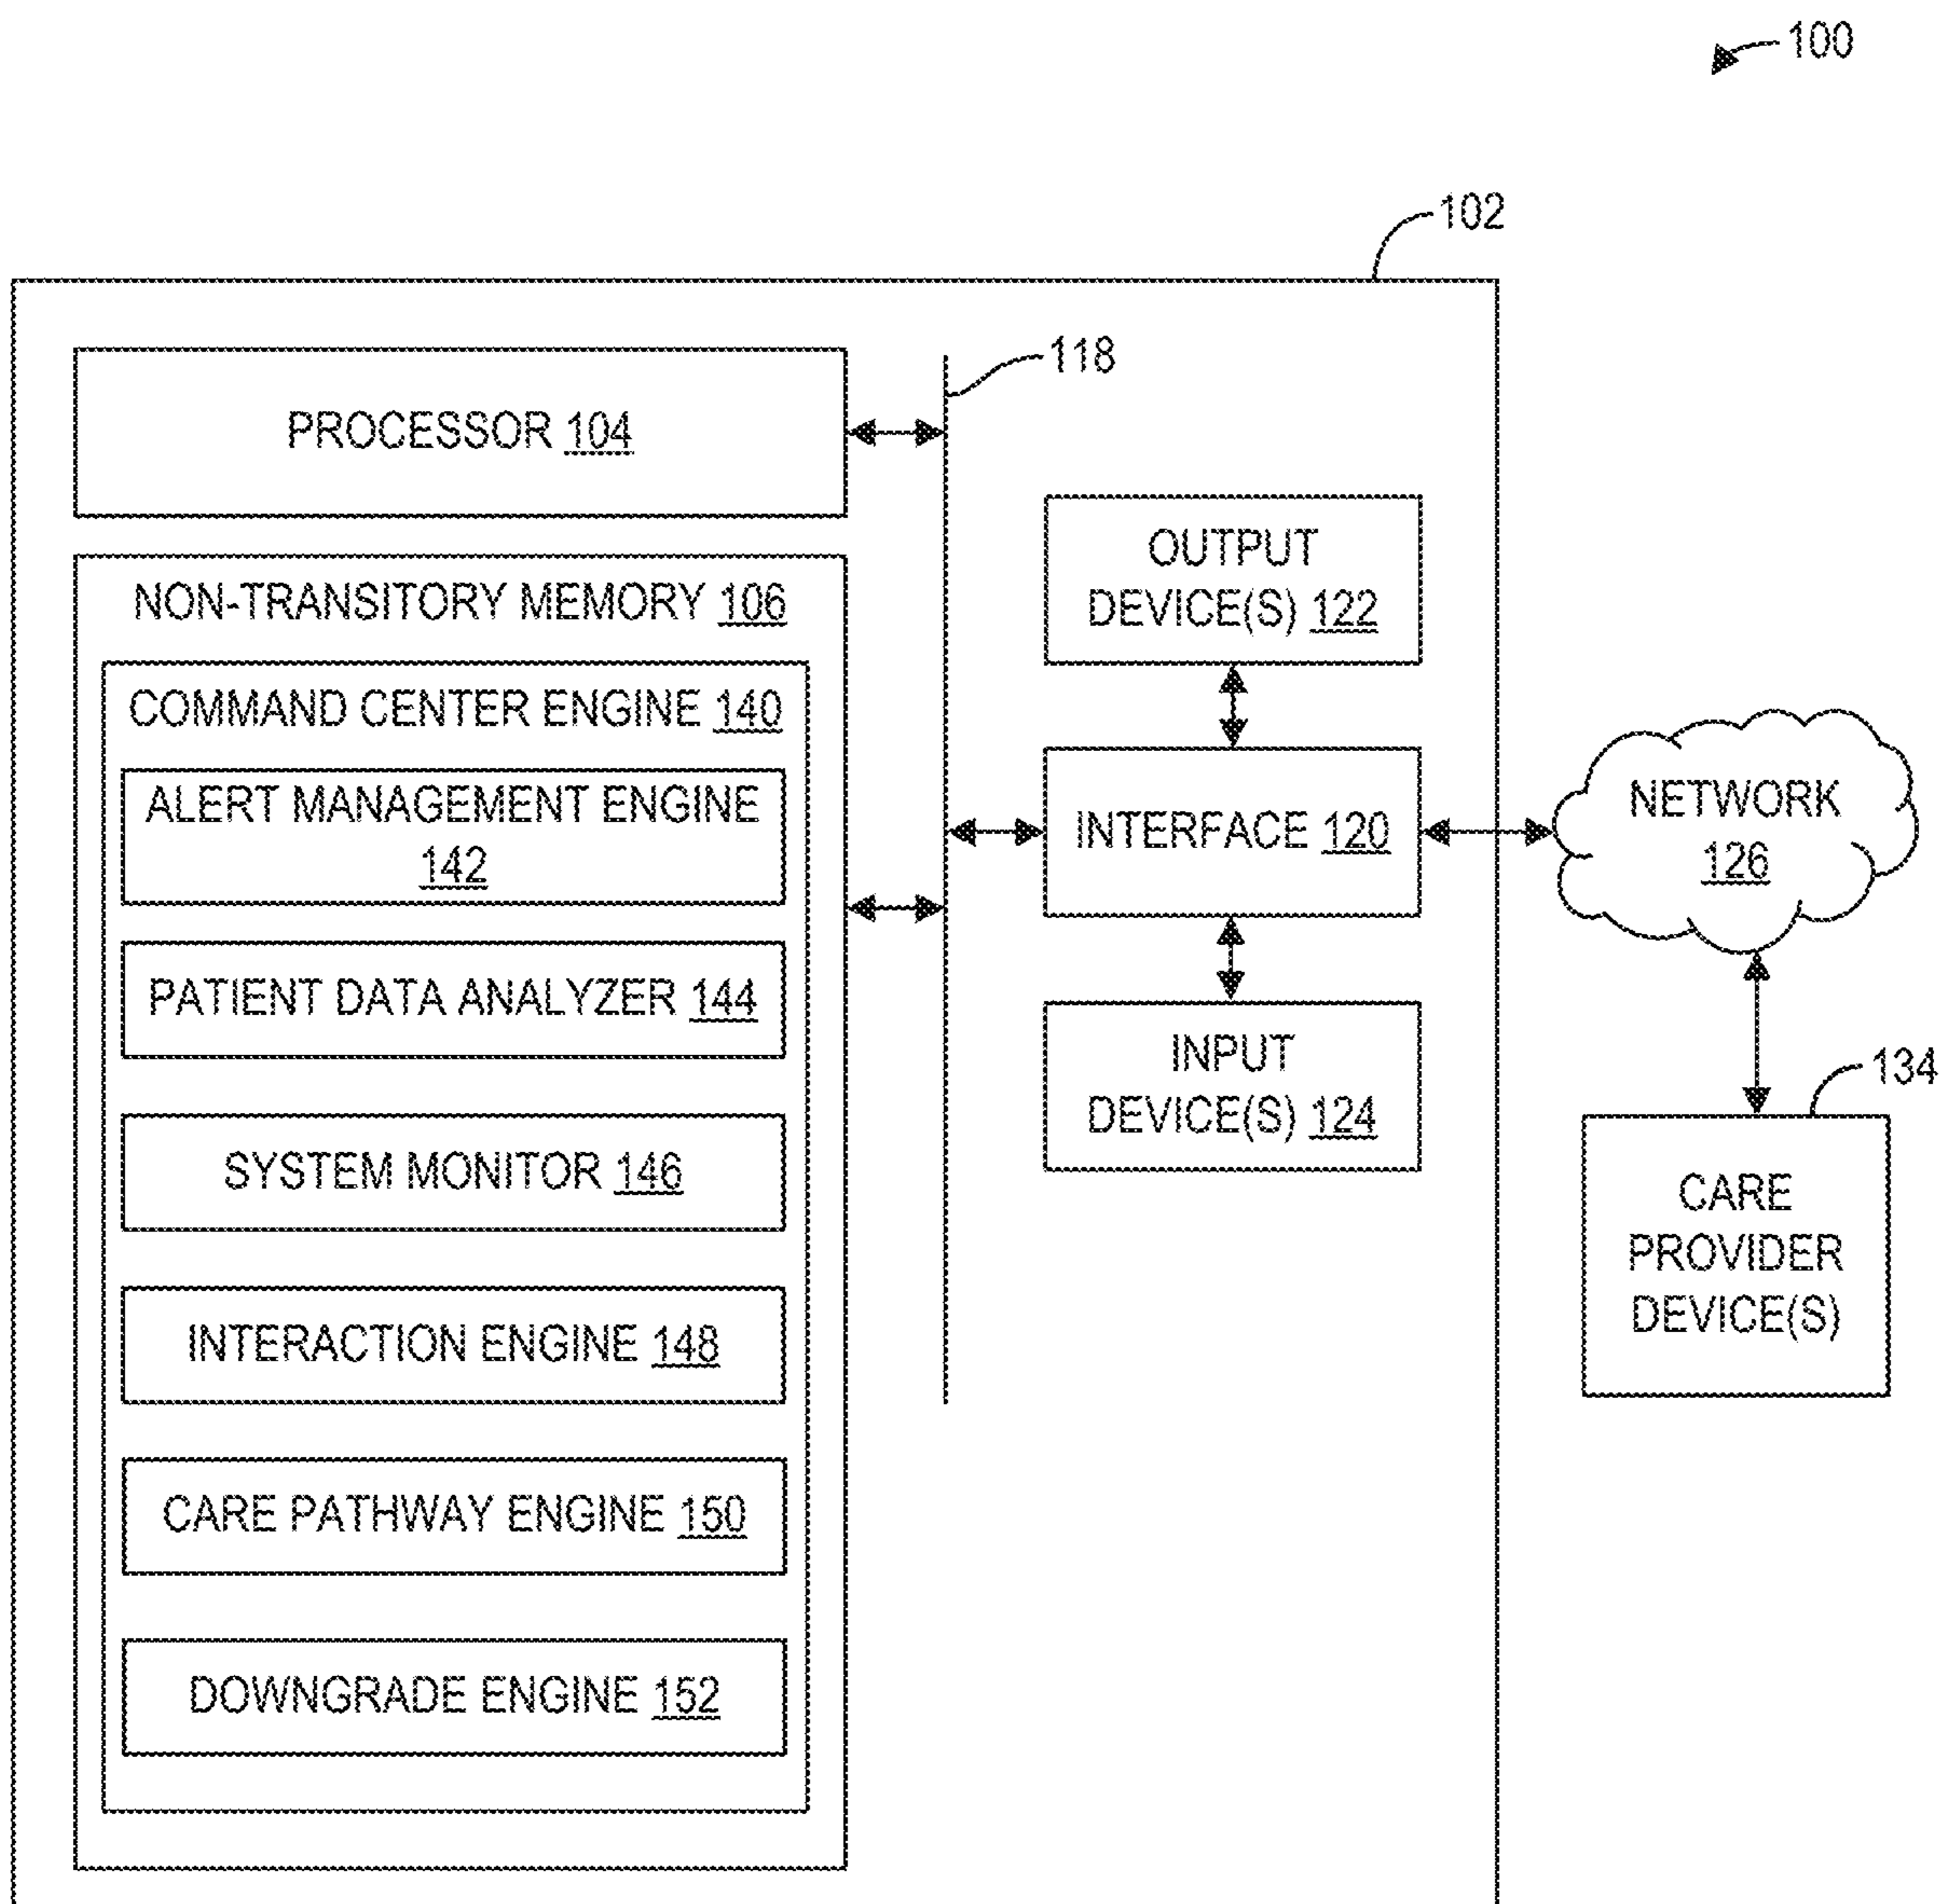 100
102
118
PROCESSOR 104
NON-TRANSITORY MEMORY 106
COMMAND CENTER ENGINE 140
ALERT MANAGEMENT ENGINE
142
PATIENT DATA ANALYZER 144
SYSTEM MONITOR 146
INTERACTION ENGINE 148
CARE PATHWAY ENGINE 150
DOWNGRADE ENGINE 152
OUTPUT
DEVICE(S) 122
INTERFACE 120
INPUT
DEVICE(S) 124
NETWORK
126
134
CARE
PROVIDER
DEVICE(S)